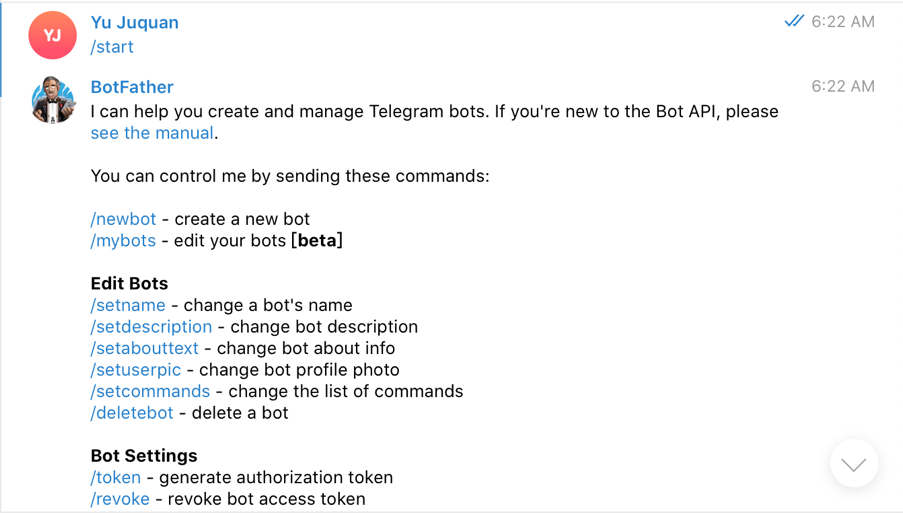 YJ
Yu Juquan
6:22 AM
/start
BotFather
6:22 AM
I can help you create and manage Telegram bots. If you're new to the Bot API, please
see the manual.
You can control me by sending these commands:
/newbot - create a new bot
/mybots - edit your bots [beta]
Edit Bots
/setname - change a bot's name
/setdescription - change bot description
/setabouttext - change bot about info
/setuserpic - change bot profile photo
/setcommands - change the list of commands
/deletebot - delete a bot
Bot Settings
/token - generate authorization token
/revoke - revoke bot access token